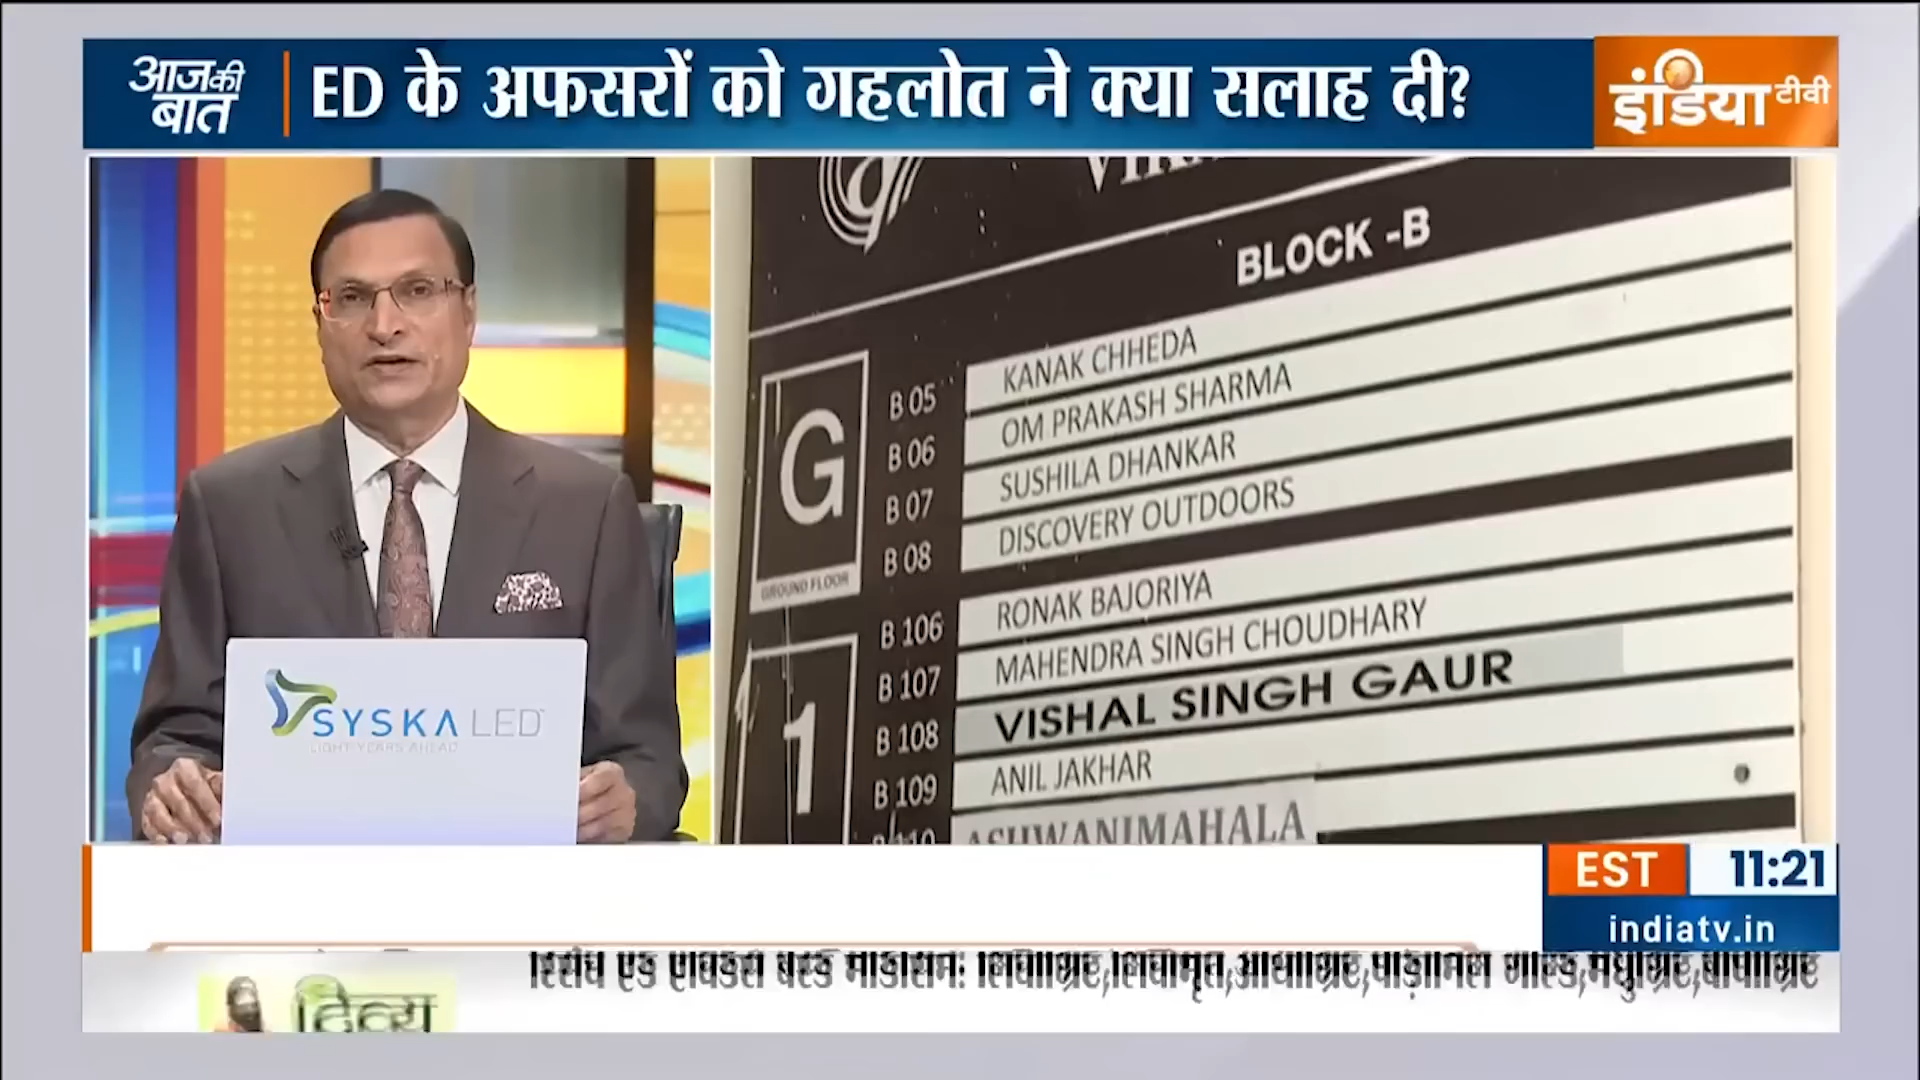 आज की बात
ED के अफसरों को गहलोत ने क्या सलाह दी?
इंडिया टीवी
BLOCK -B
G
GROUND FLOOR
B 05 KANAK CHHEDA
B 06 OM PRAKASH SHARMA
B 07 SUSHILA DHANKAR
B 08 DISCOVERY OUTDOORS
1
B 106 RONAK BAJORIYA
B 107 MAHENDRA SINGH CHOUDHARY
B 108 VISHAL SINGH GAUR
B 109 ANIL JAKHAR
ASHWANI MAHALA
SYSKA LED
LIGHT YEARS AHEAD
EST 11:21
indiatv.in
दिव्य